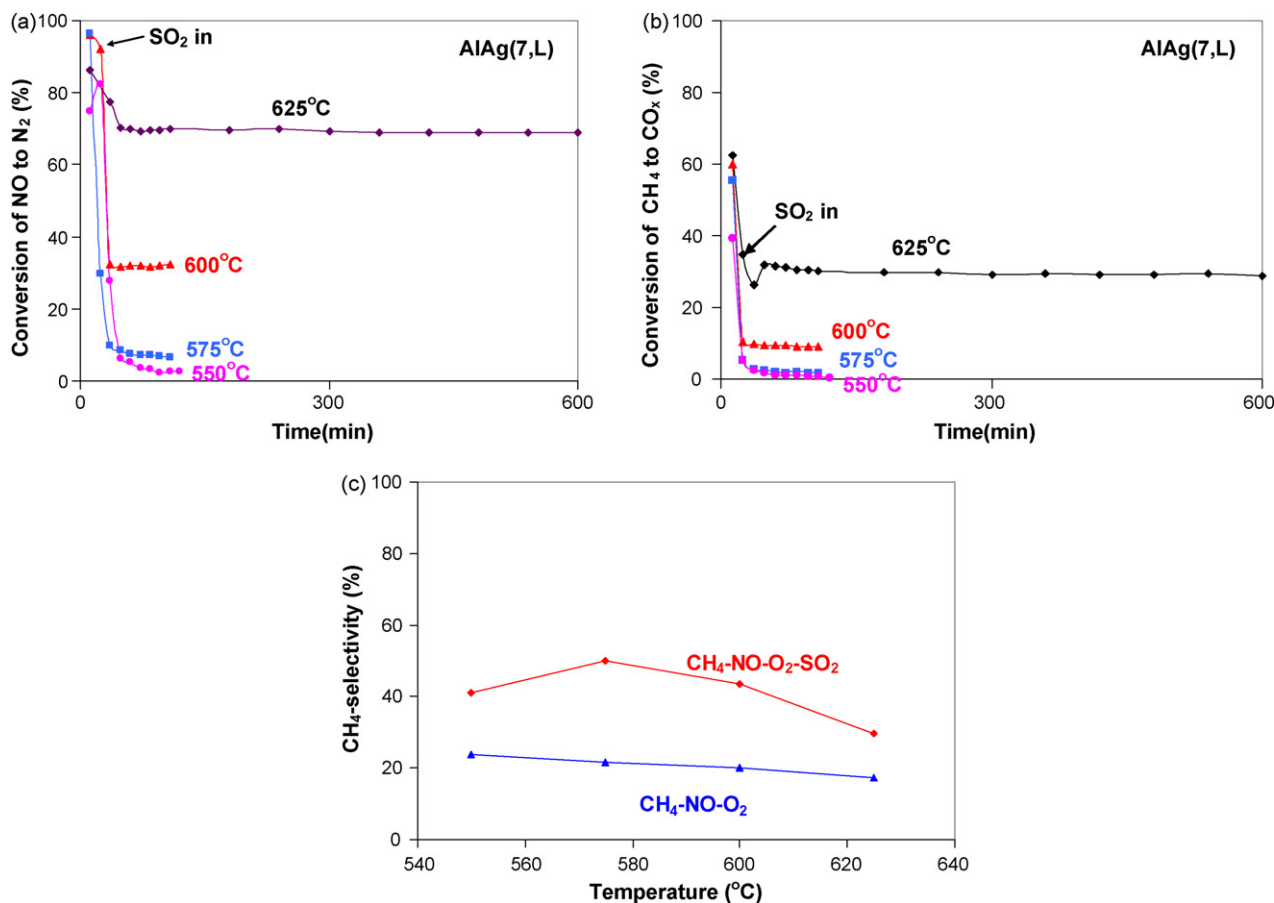 (a)
100
80
60
40
20
0
Conversion of NO to N₂ (%)
SO₂ in
AlAg(7,L)
625°C
600°C
575°C
550°C
0 300 600
Time(min)
(b)
100
80
60
40
20
0
Conversion of CH₄ to COₓ (%)
AlAg(7,L)
SO₂ in
625°C
600°C
575°C
550°C
0 300 600
Time(min)
(c)
100
80
60
40
20
0
CH₄-selectivity (%)
CH₄-NO-O₂-SO₂
CH₄-NO-O₂
540 560 580 600 620 640
Temperature (°C)